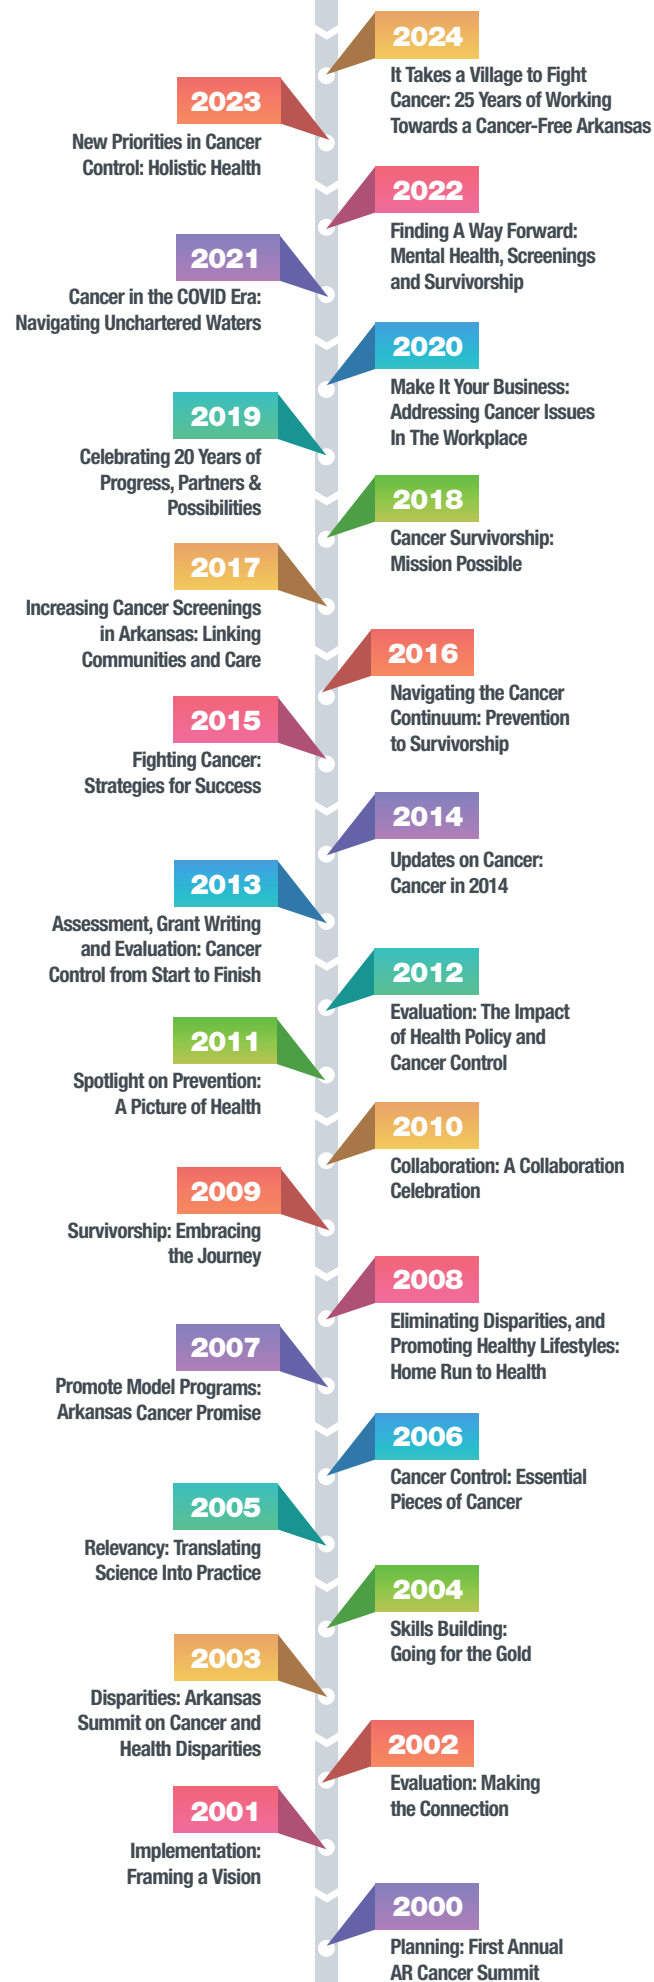 2024
It Takes a Village to Fight
Cancer: 25 Years of Working
Towards a Cancer-Free Arkansas
2023
New Priorities in Cancer
Control: Holistic Health
2022
Finding A Way Forward:
Mental Health, Screenings
and Survivorship
2021
Cancer in the COVID Era:
Navigating Unchartered Waters
2020
Make It Your Business:
Addressing Cancer Issues
In The Workplace
2019
Celebrating 20 Years of
Progress, Partners &
Possibilities
2018
Cancer Survivorship:
Mission Possible
2017
Increasing Cancer Screenings
in Arkansas: Linking
Communities and Care
2016
Navigating the Cancer
Continuum: Prevention
to Survivorship
2015
Fighting Cancer:
Strategies for Success
2014
Updates on Cancer:
Cancer in 2014
2013
Assessment, Grant Writing
and Evaluation: Cancer
Control from Start to Finish
2012
Evaluation: The Impact
of Health Policy and
Cancer Control
2011
Spotlight on Prevention:
A Picture of Health
2010
Collaboration: A Collaboration
Celebration
2009
Survivorship: Embracing
the Journey
2008
Eliminating Disparities, and
Promoting Healthy Lifestyles:
Home Run to Health
2007
Promote Model Programs:
Arkansas Cancer Promise
2006
Cancer Control: Essential
Pieces of Cancer
2005
Relevancy: Translating
Science Into Practice
2004
Skills Building:
Going for the Gold
2003
Disparities: Arkansas
Summit on Cancer and
Health Disparities
2002
Evaluation: Making
the Connection
2001
Implementation:
Framing a Vision
2000
Planning: First Annual
AR Cancer Summit